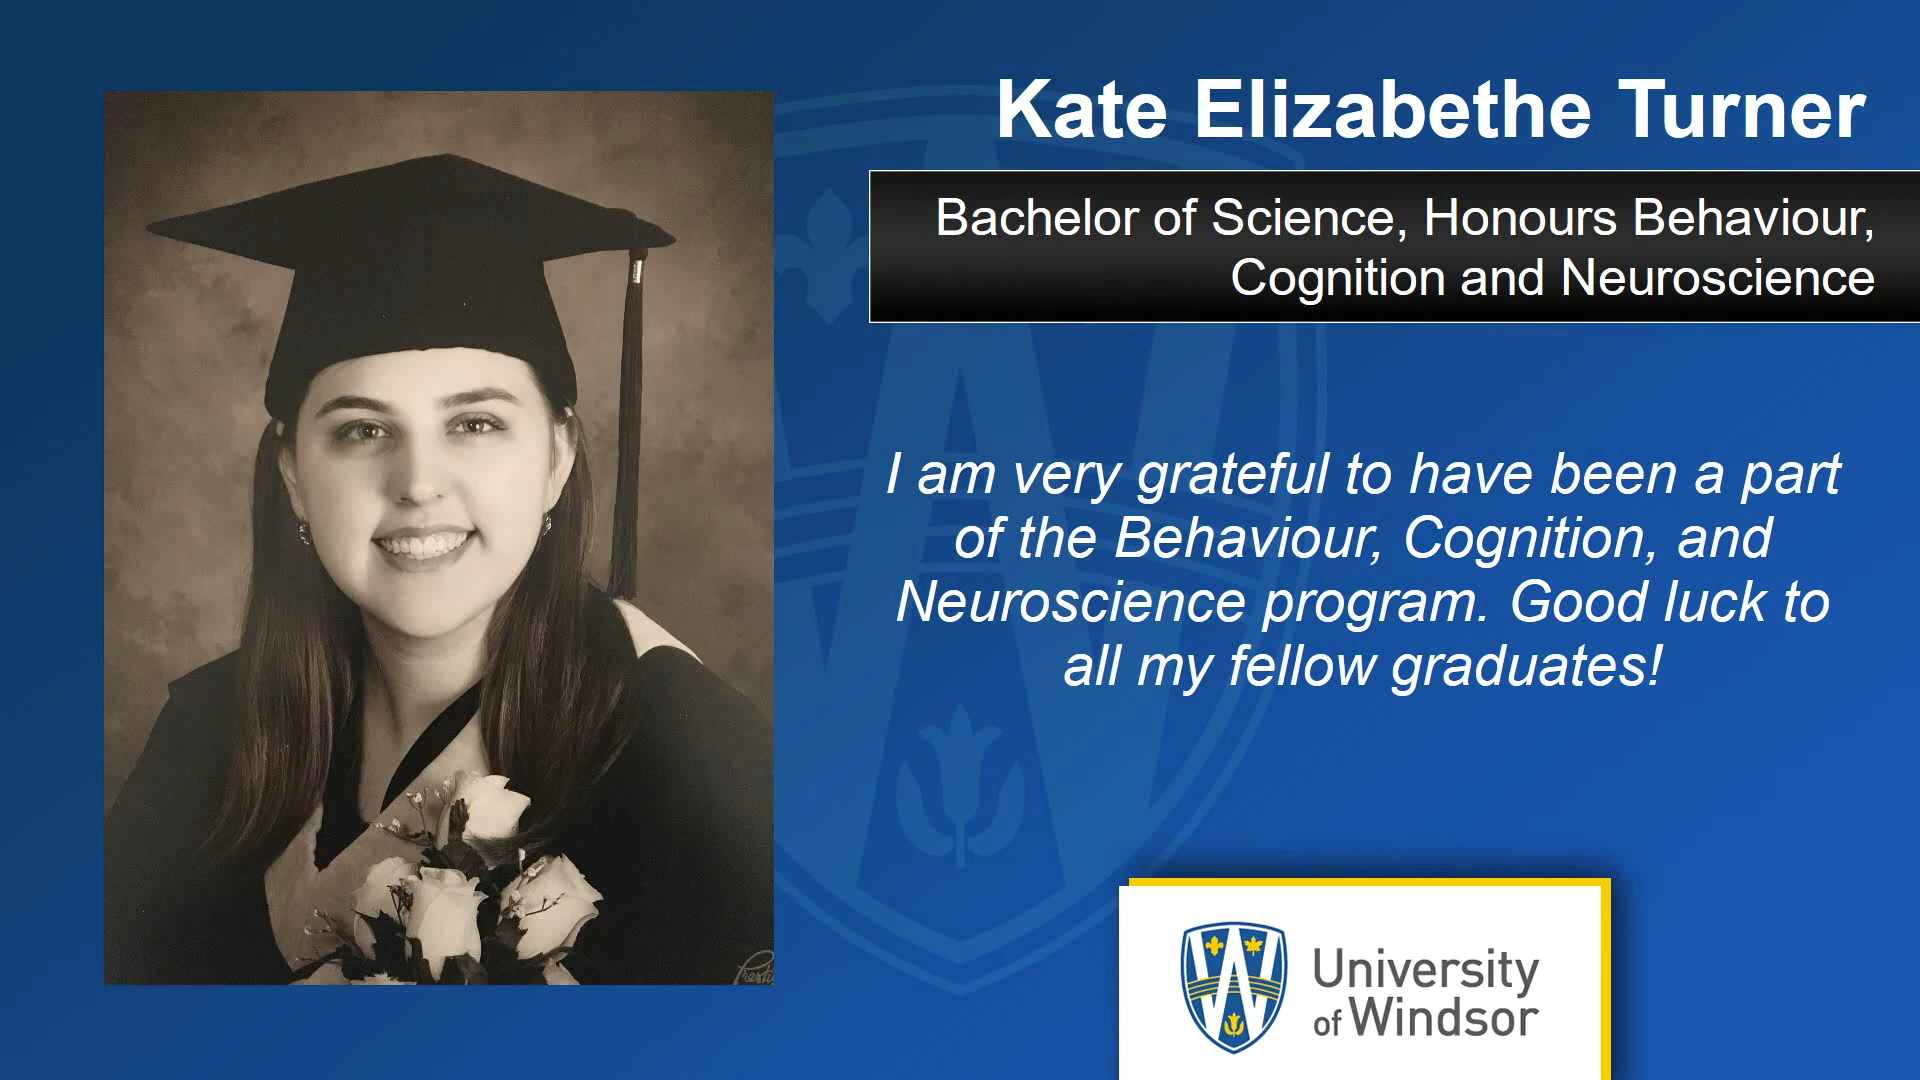 Kate Elizabethe Turner
Bachelor of Science, Honours Behaviour,
Cognition and Neuroscience
I am very grateful to have been a part
of the Behaviour, Cognition, and
Neuroscience program. Good luck to
all my fellow graduates!
University
of Windsor